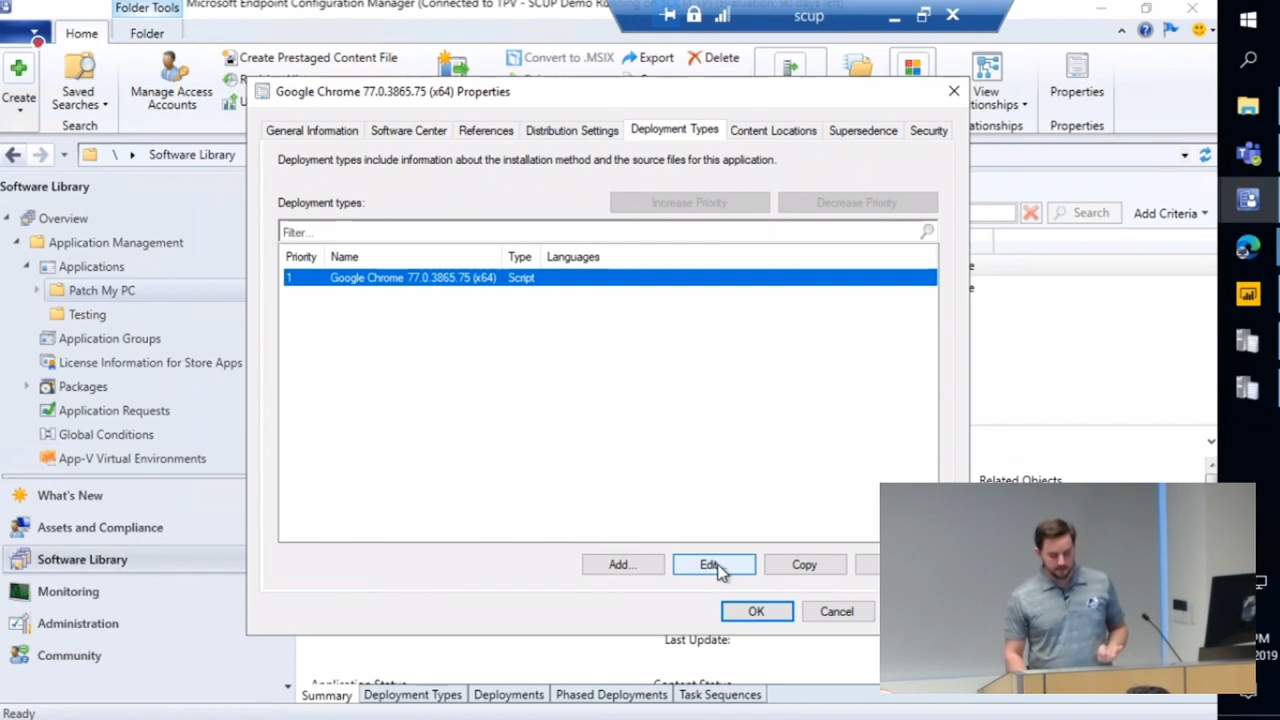 Folder Tools
Microsoft Endpoint Configuration Manager (Connected to TPV - SCUP Demo
scup
Home
Folder
Create
Saved Searches
Search
Manage Access Accounts
Create Prestaged Content File
Convert to .MSIX
Export
Delete
View
Properties
Properties
\ Software Library
Software Library
Overview
Application Management
Applications
Patch My PC
Testing
Application Groups
License Information for Store Apps
Packages
Application Requests
Global Conditions
App-V Virtual Environments
What's New
Assets and Compliance
Software Library
Monitoring
Administration
Community
Ready
Google Chrome 77.0.3865.75 (x64) Properties
General Information Software Center References Distribution Settings Deployment Types Content Locations Supersedence Security
Deployment types include information about the installation method and the source files for this application.
Deployment types:
Increase Priority
Decrease Priority
Filter...
Priority Name Type Languages
1 Google Chrome 77.0.3865.75 (x64) Script
Add...
Copy
OK
Cancel
Search
Add Criteria
Related Objects
Last Update:
Summary Deployment Types Deployments Phased Deployments Task Sequences